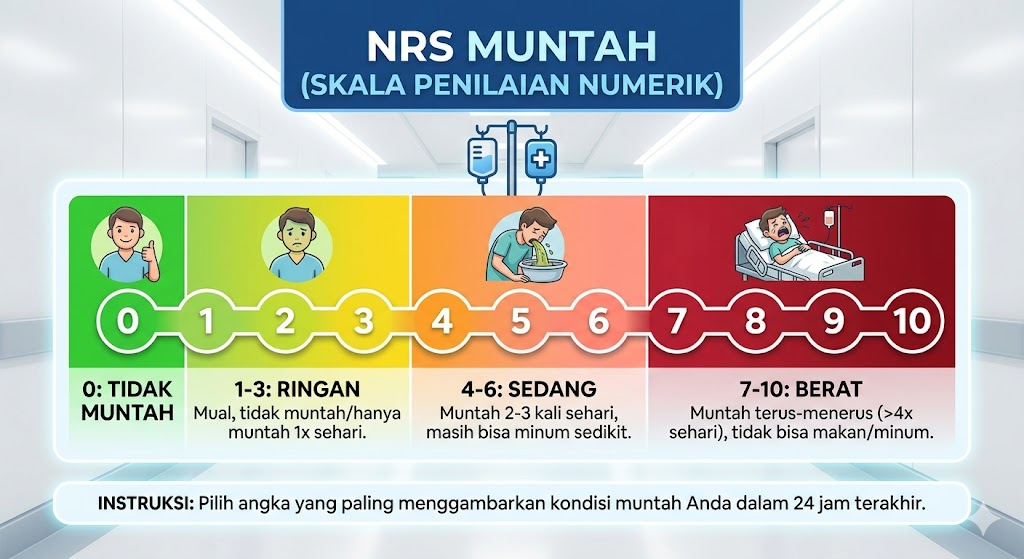 NRS MUNTAH
(SKALA PENILAIAN NUMERIK)
0 1 2 3 4 5 6 7 8 9 10
0: TIDAK
MUNTAH
1-3: RINGAN
Mual, tidak muntah/hanya
muntah 1x sehari.
4-6: SEDANG
Muntah 2-3 kali sehari,
masih bisa minum sedikit.
7-10: BERAT
Muntah terus-menerus (>4x
sehari), tidak bisa makan/minum.
INSTRUKSI: Pilih angka yang paling menggambarkan kondisi muntah Anda dalam 24 jam terakhir.